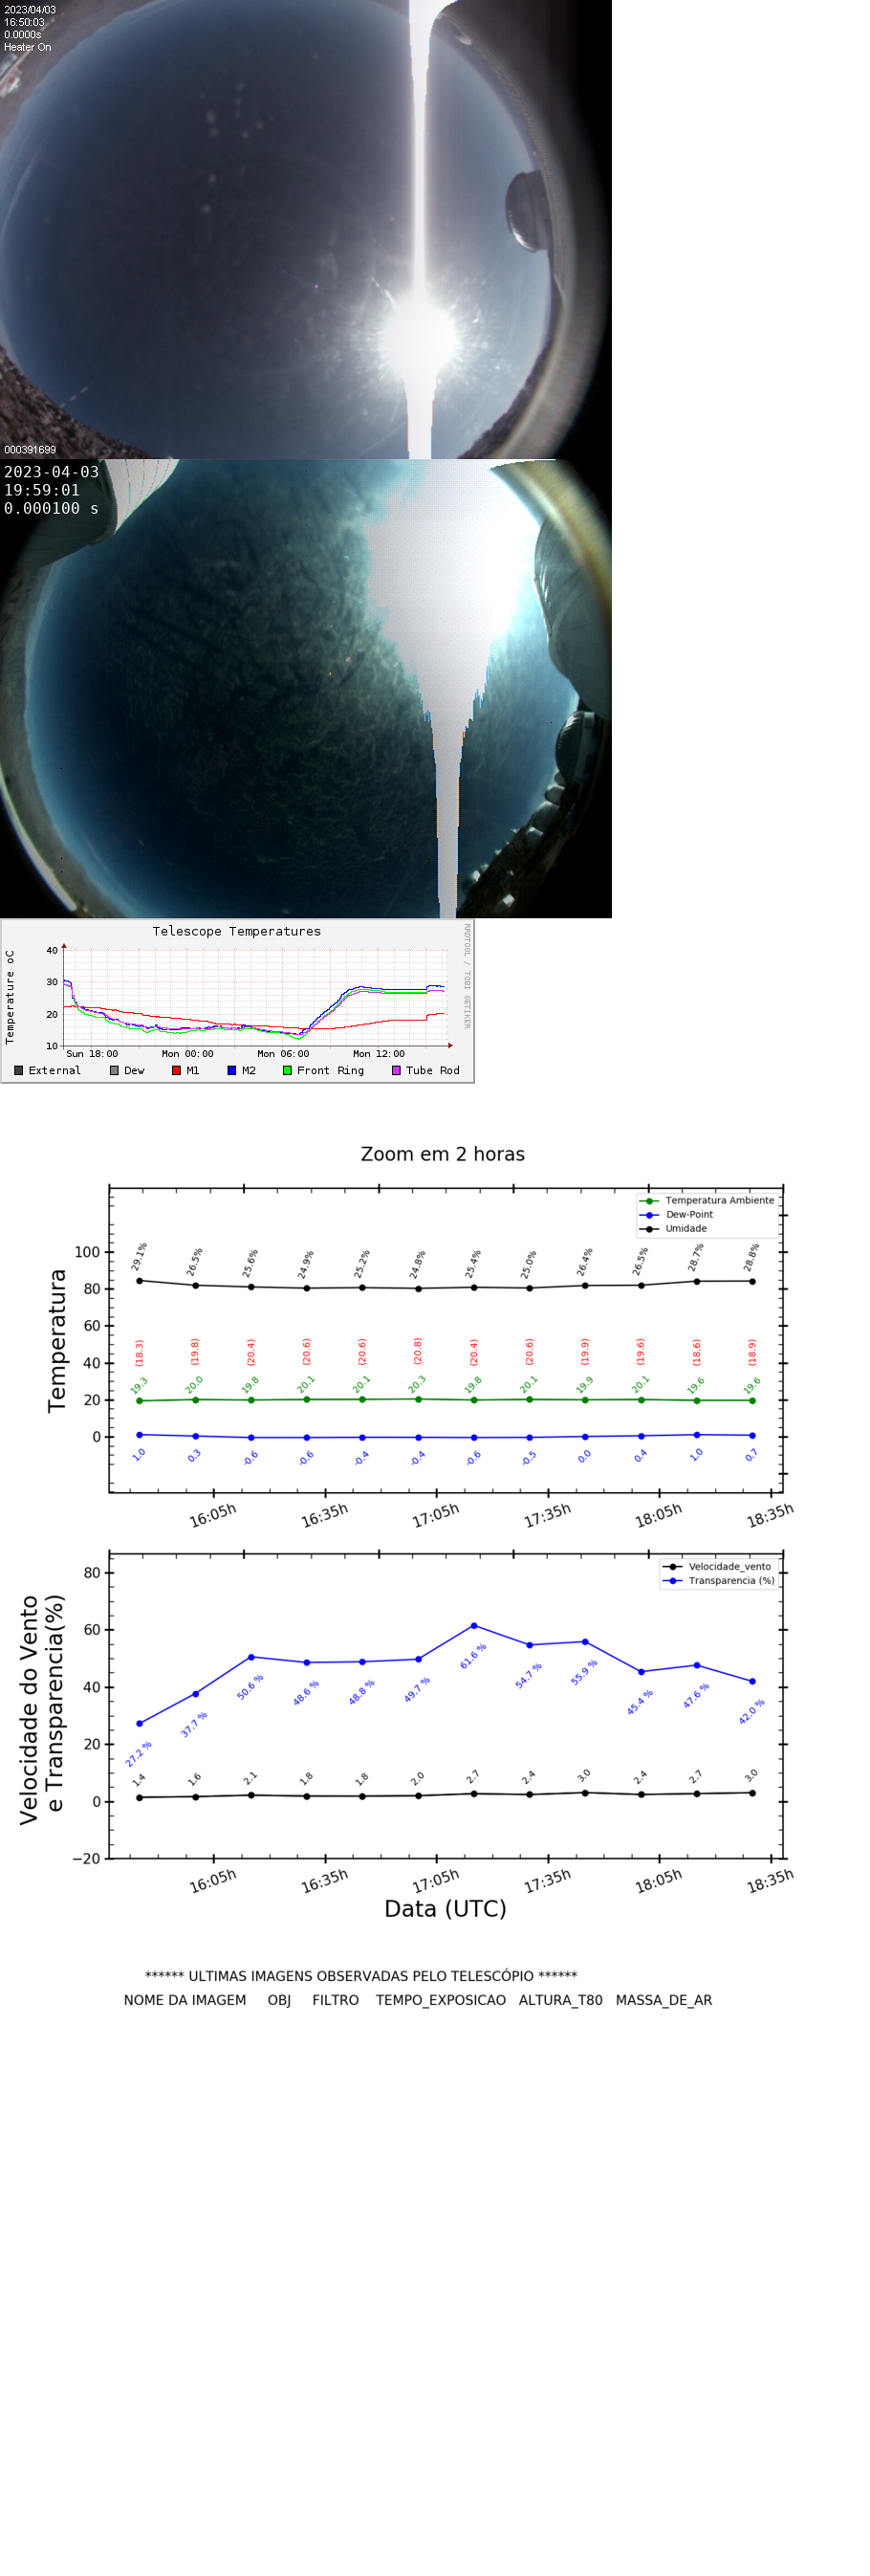 2023/04/03
16:50:03
0.0000s
Heater On
000391699
2023-04-03
19:59:01
0.000100 s
Telescope Temperatures
RRDTOOL / TOBI OETIKER
Temperature oC
40
30
20
10
Sun 18:00 Mon 00:00 Mon 06:00 Mon 12:00
External Dew M1 M2 Front Ring Tube Rod
Zoom em 2 horas
Temperatura Ambiente
Dew-Point
Umidade
Temperatura
100
80
60
40
20
0
29.1% 26.5% 25.6% 24.9% 25.2% 24.8% 25.4% 25.0% 26.4% 26.5% 28.7% 28.8%
(18.3) (19.8) (20.4) (20.6) (20.6) (20.8) (20.4) (20.6) (19.9) (19.6) (18.6) (18.9)
19.3 20.0 19.8 20.1 20.1 20.3 19.8 20.1 19.9 20.1 19.6 19.6
1.0 0.3 -0.6 -0.6 -0.4 -0.4 -0.6 -0.5 0.0 0.4 1.0 0.7
16:05h 16:35h 17:05h 17:35h 18:05h 18:35h
Velocidade_vento
Transparencia (%)
Velocidade do Vento
e Transparencia(%)
80
60
40
20
0
−20
27.2 % 37.7 % 50.6 % 48.6 % 48.8 % 49.7 % 61.6 % 54.7 % 55.9 % 45.4 % 47.6 % 42.0 %
1.4 1.6 2.1 1.8 1.8 2.0 2.7 2.4 3.0 2.4 2.7 3.0
16:05h 16:35h 17:05h 17:35h 18:05h 18:35h
Data (UTC)
****** ULTIMAS IMAGENS OBSERVADAS PELO TELESCÓPIO ******
NOME DA IMAGEM OBJ FILTRO TEMPO_EXPOSICAO ALTURA_T80 MASSA_DE_AR